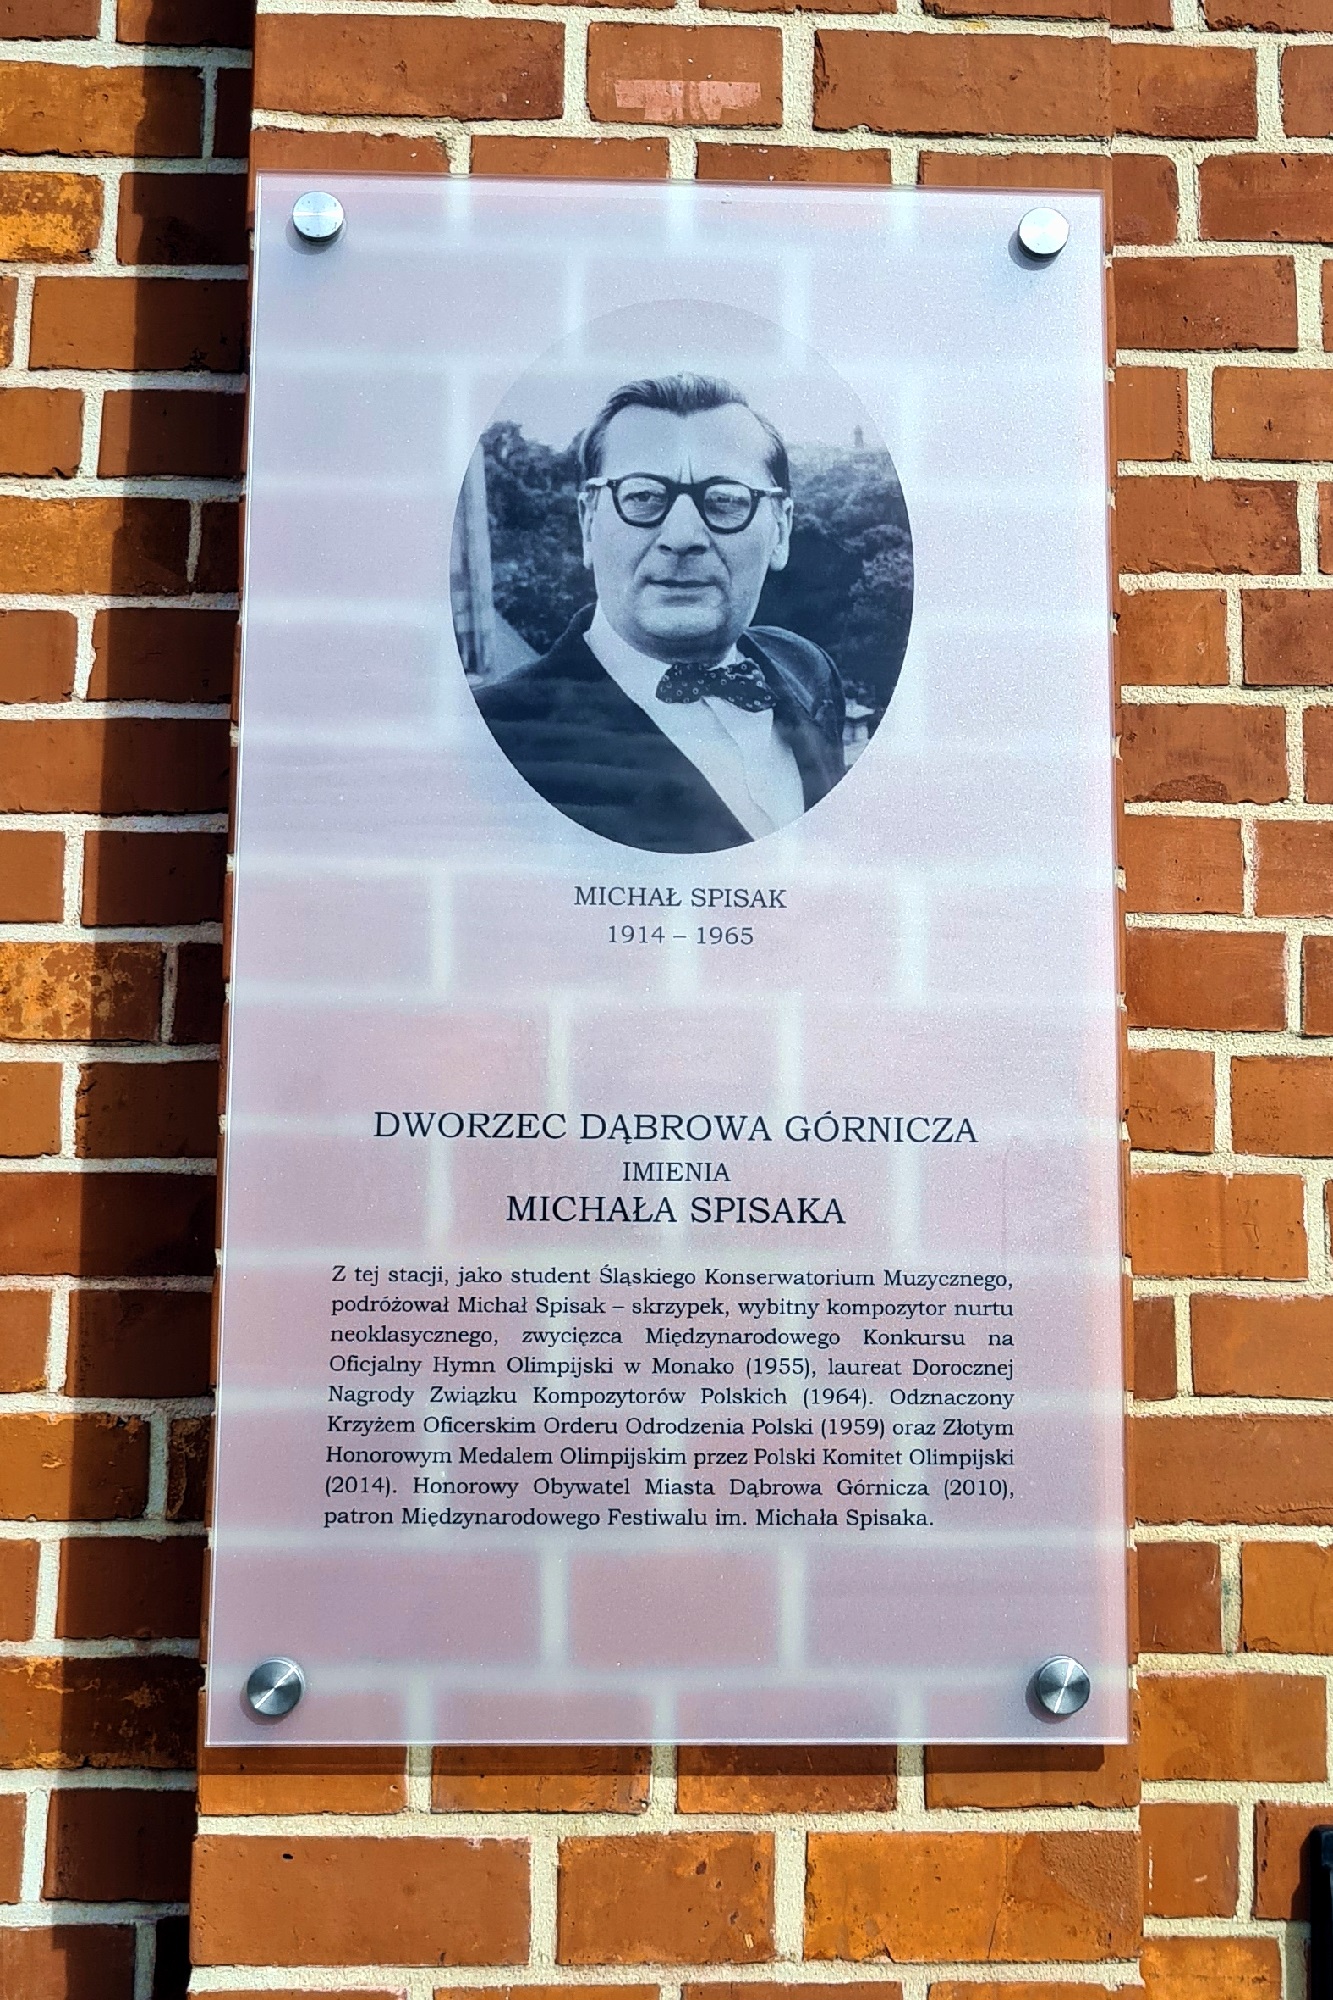 MICHAŁ SPISAK
1914 – 1965
DWORZEC DĄBROWA GÓRNICZA
IMIENIA
MICHAŁA SPISAKA
Z tej stacji, jako student Śląskiego Konserwatorium Muzycznego,
podróżował Michał Spisak – skrzypek, wybitny kompozytor nurtu
neoklasycznego, zwycięzca Międzynarodowego Konkursu na
Oficjalny Hymn Olimpijski w Monako (1955), laureat Dorocznej
Nagrody Związku Kompozytorów Polskich (1964). Odznaczony
Krzyżem Oficerskim Orderu Odrodzenia Polski (1959) oraz Złotym
Honorowym Medalem Olimpijskim przez Polski Komitet Olimpijski
(2014). Honorowy Obywatel Miasta Dąbrowa Górnicza (2010),
patron Międzynarodowego Festiwalu im. Michała Spisaka.